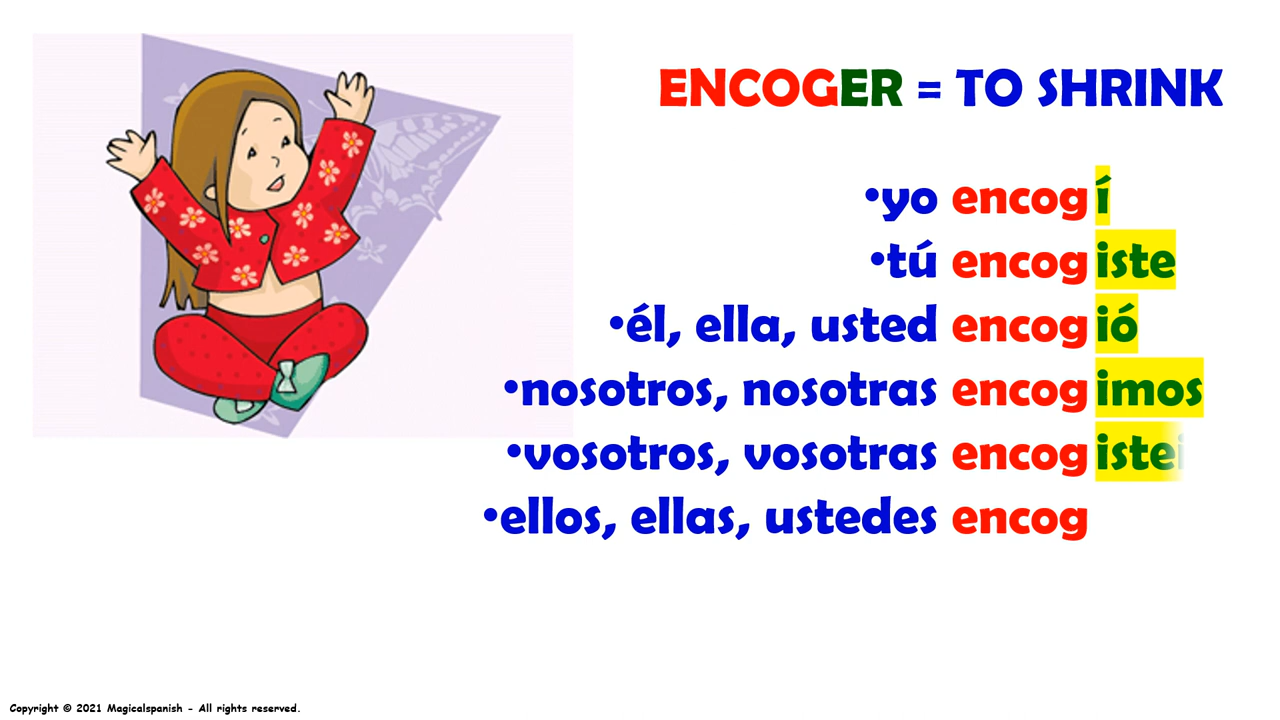 ENCOGER = TO SHRINK
•yo encogí
•tú encogiste
•él, ella, usted encogió
•nosotros, nosotras encogimos
•vosotros, vosotras encogistei
•ellos, ellas, ustedes encog
Copyright © 2021 Magicalspanish - All rights reserved.